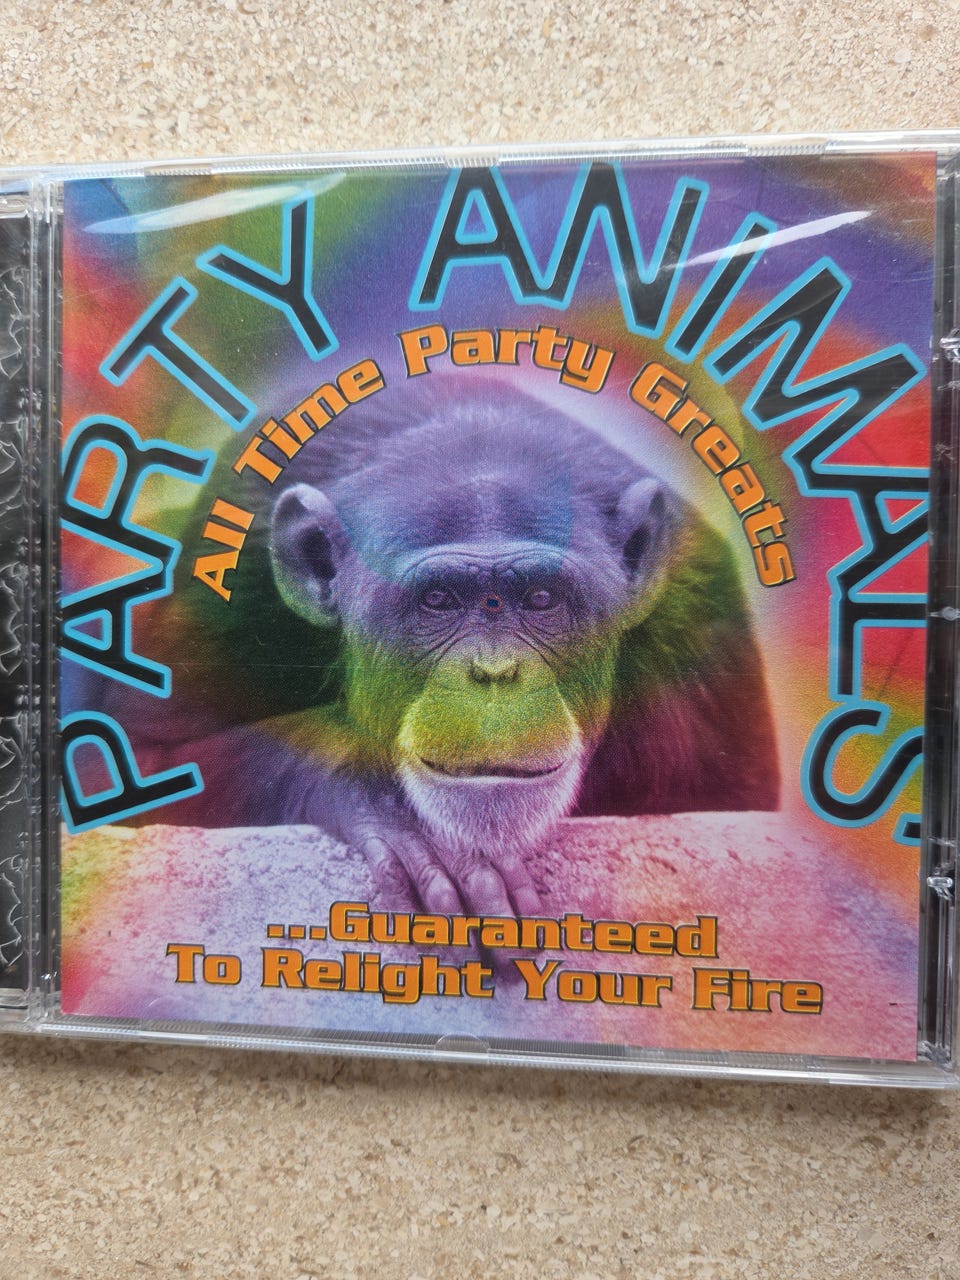 PARTY ANIMALS
All Time Party Greats
...Guaranteed
To Relight Your Fire